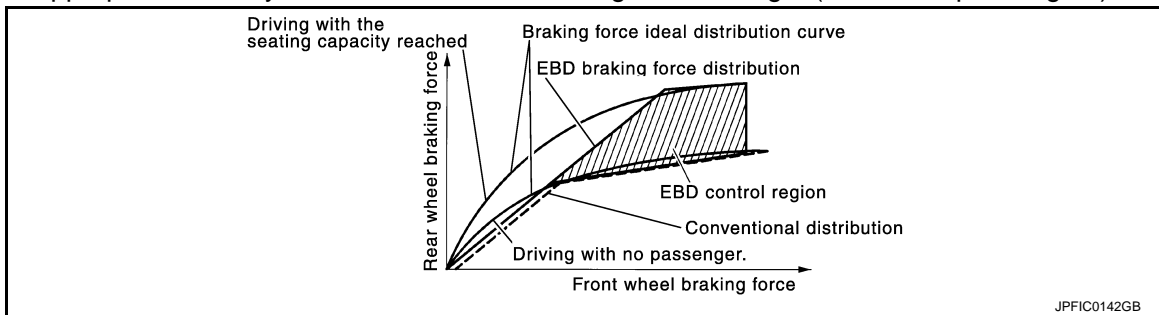 Driving with the
seating capacity reached
Braking force ideal distribution curve
EBD braking force distribution
Rear wheel braking force
EBD control region
Conventional distribution
Driving with no passenger.
Front wheel braking force
JPFIC0142GB